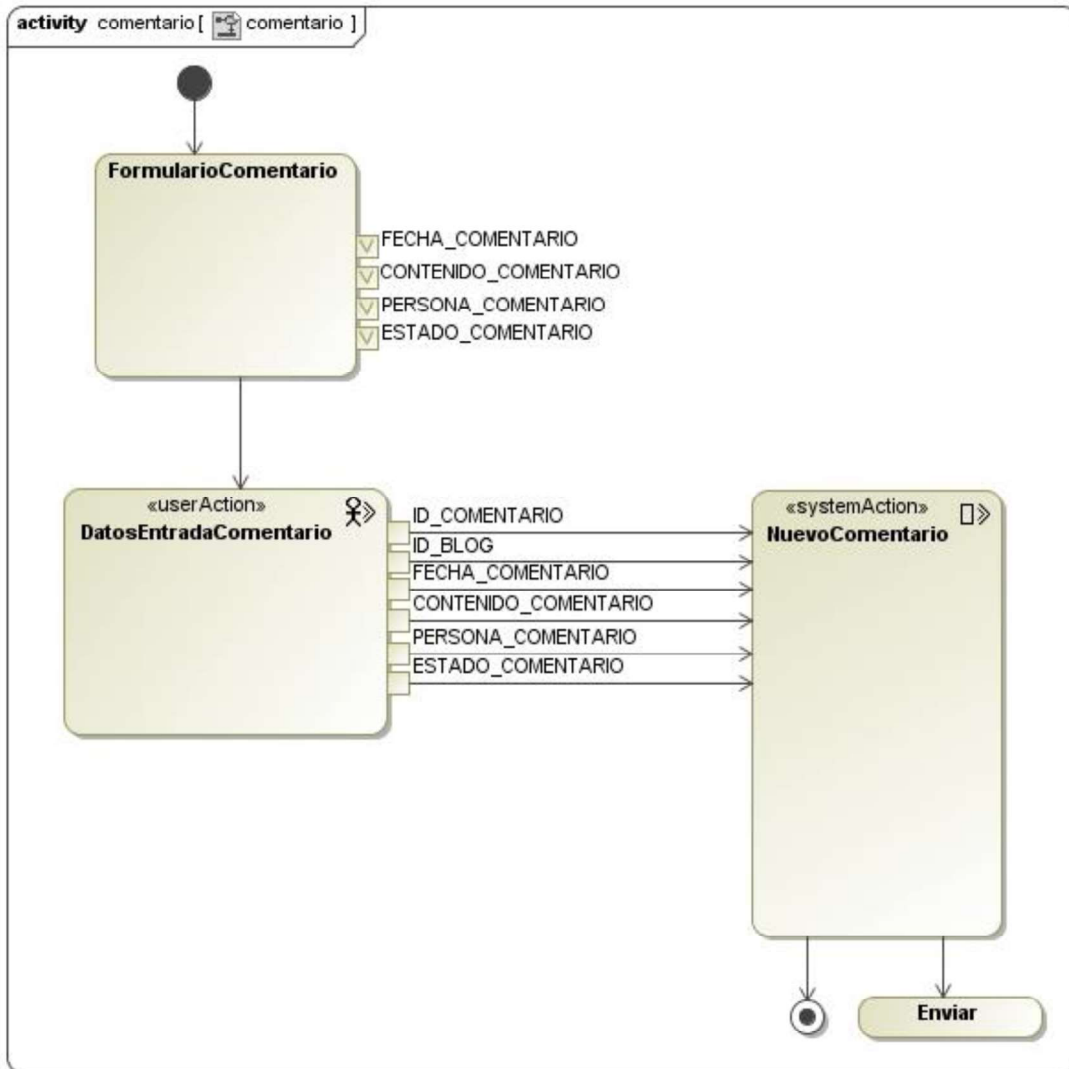 activity comentario [ comentario ]
FormularioComentario
FECHA_COMENTARIO
CONTENIDO_COMENTARIO
PERSONA_COMENTARIO
ESTADO_COMENTARIO
«userAction»
DatosEntradaComentario
ID_COMENTARIO
ID_BLOG
FECHA_COMENTARIO
CONTENIDO_COMENTARIO
PERSONA_COMENTARIO
ESTADO_COMENTARIO
«systemAction»
NuevoComentario
Enviar